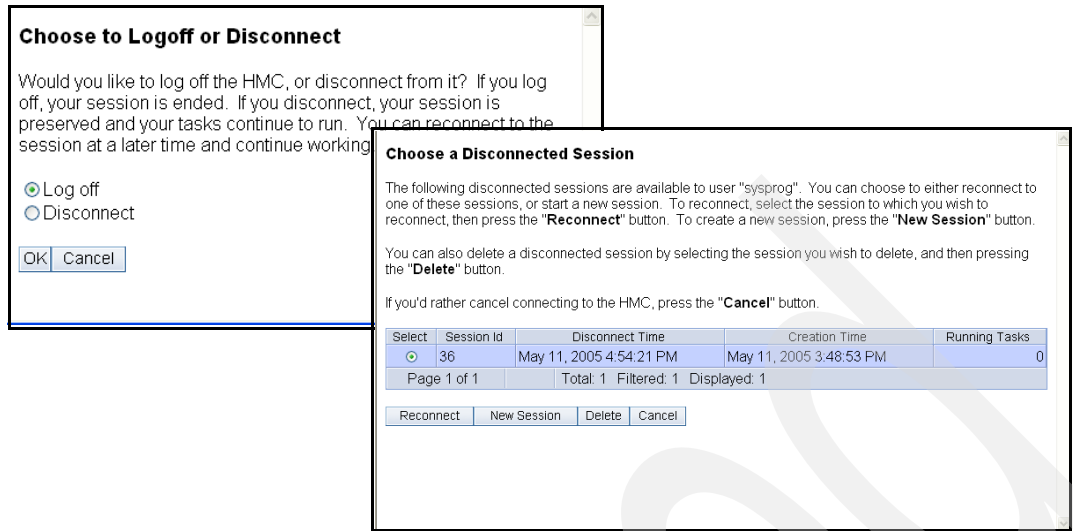 Choose to Logoff or Disconnect
Would you like to log off the HMC, or disconnect from it? If you log
off, your session is ended. If you disconnect, your session is
preserved and your tasks continue to run. You can reconnect to the
session at a later time and continue working
Log off
Disconnect
OK Cancel
Choose a Disconnected Session
The following disconnected sessions are available to user "sysprog". You can choose to either reconnect to
one of these sessions, or start a new session. To reconnect, select the session to which you wish to
reconnect, then press the "Reconnect" button. To create a new session, press the "New Session" button.
You can also delete a disconnected session by selecting the session you wish to delete, and then pressing
the "Delete" button.
If you'd rather cancel connecting to the HMC, press the "Cancel" button.
Select Session Id Disconnect Time Creation Time Running Tasks
36 May 11, 2005 4:54:21 PM May 11, 2005 3:48:53 PM 0
Page 1 of 1 Total: 1 Filtered: 1 Displayed: 1
Reconnect New Session Delete Cancel